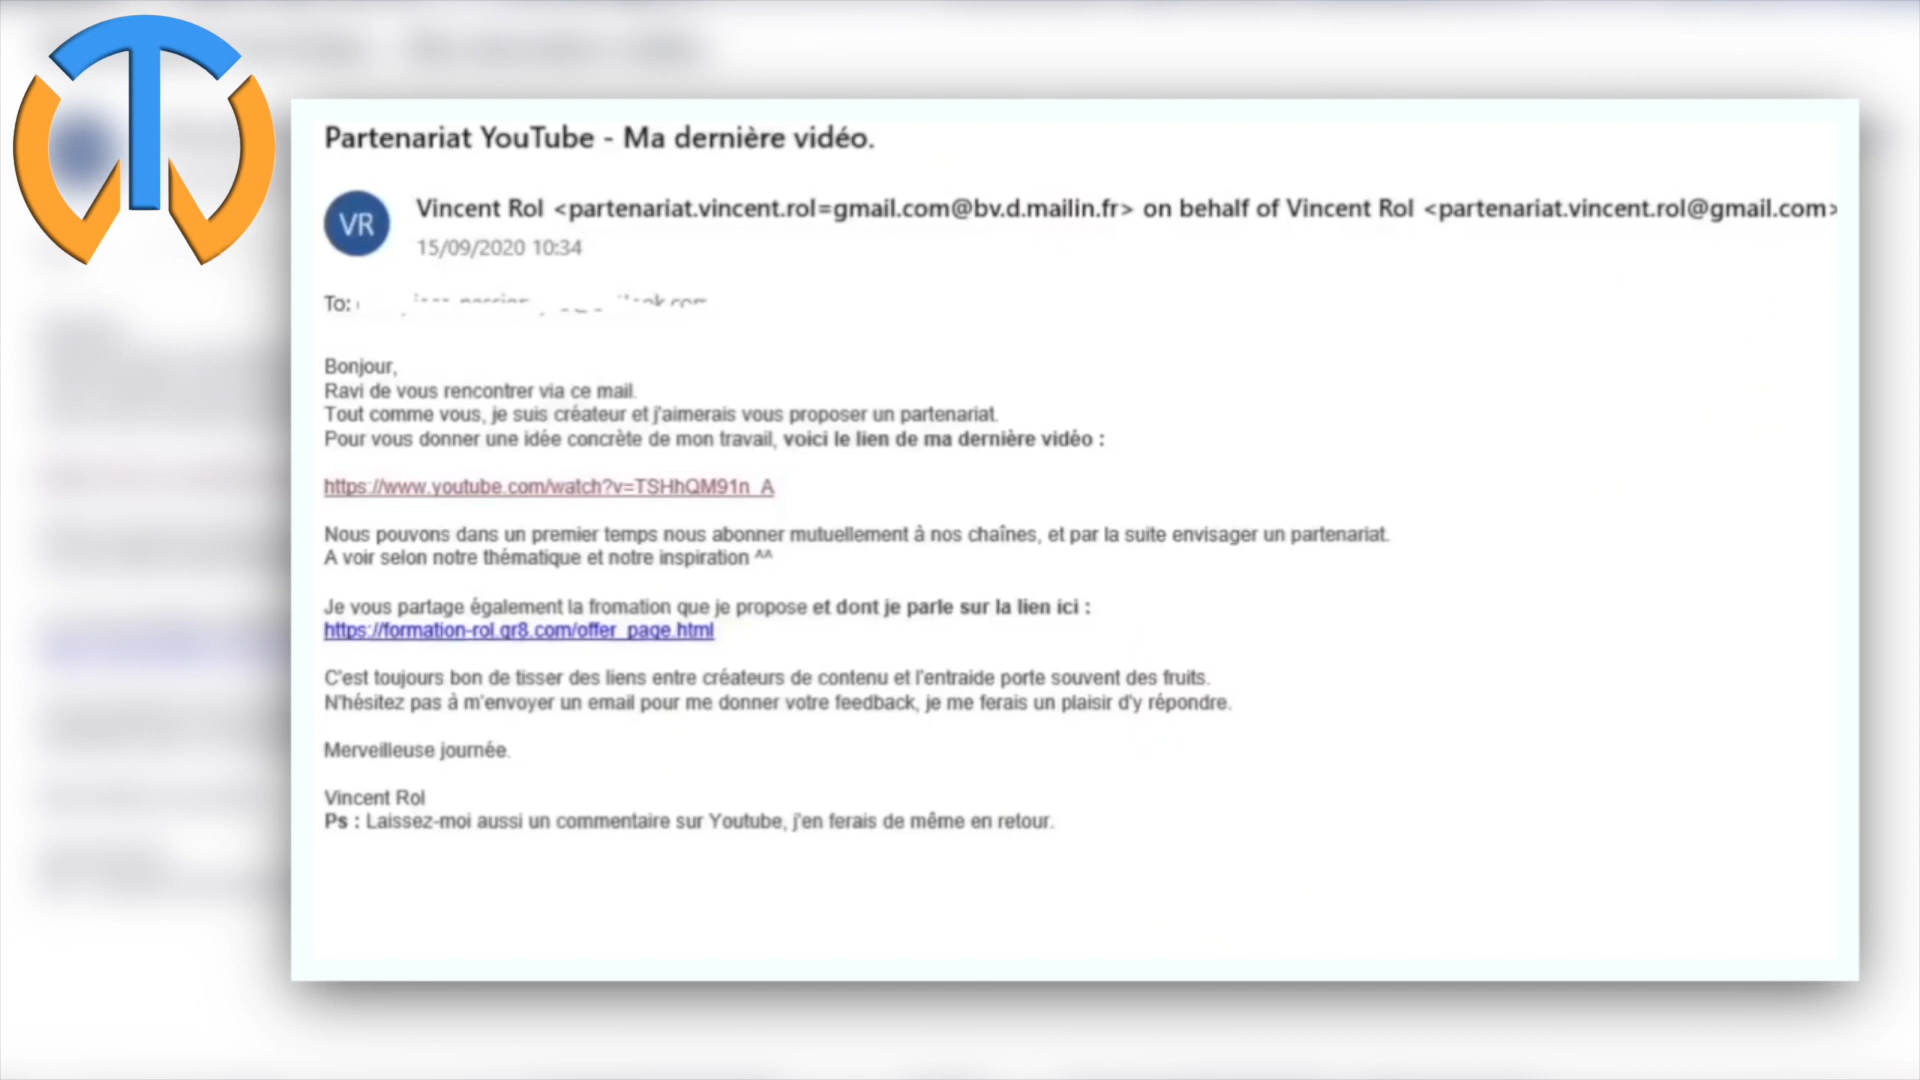 Partenariat YouTube - Ma dernière vidéo.
VR
Vincent Rol <partenariat.vincent.rol=gmail.com@bv.d.mailin.fr> on behalf of Vincent Rol <partenariat.vincent.rol@gmail.com>
15/09/2020 10:34
To:
Bonjour,
Ravi de vous rencontrer via ce mail.
Tout comme vous, je suis créateur et j'aimerais vous proposer un partenariat.
Pour vous donner une idée concrète de mon travail, voici le lien de ma dernière vidéo :
https://www.youtube.com/watch?v=TSHhQM91n_A
Nous pouvons dans un premier temps nous abonner mutuellement à nos chaînes, et par la suite envisager un partenariat.
A voir selon notre thématique et notre inspiration ^^
Je vous partage également la fromation que je propose et dont je parle sur la lien ici :
https://formation-rol.gr8.com/offer_page.html
C'est toujours bon de tisser des liens entre créateurs de contenu et l'entraide porte souvent des fruits.
N'hésitez pas à m'envoyer un email pour me donner votre feedback, je me ferais un plaisir d'y répondre.
Merveilleuse journée.
Vincent Rol
Ps : Laissez-moi aussi un commentaire sur Youtube, j'en ferais de même en retour.